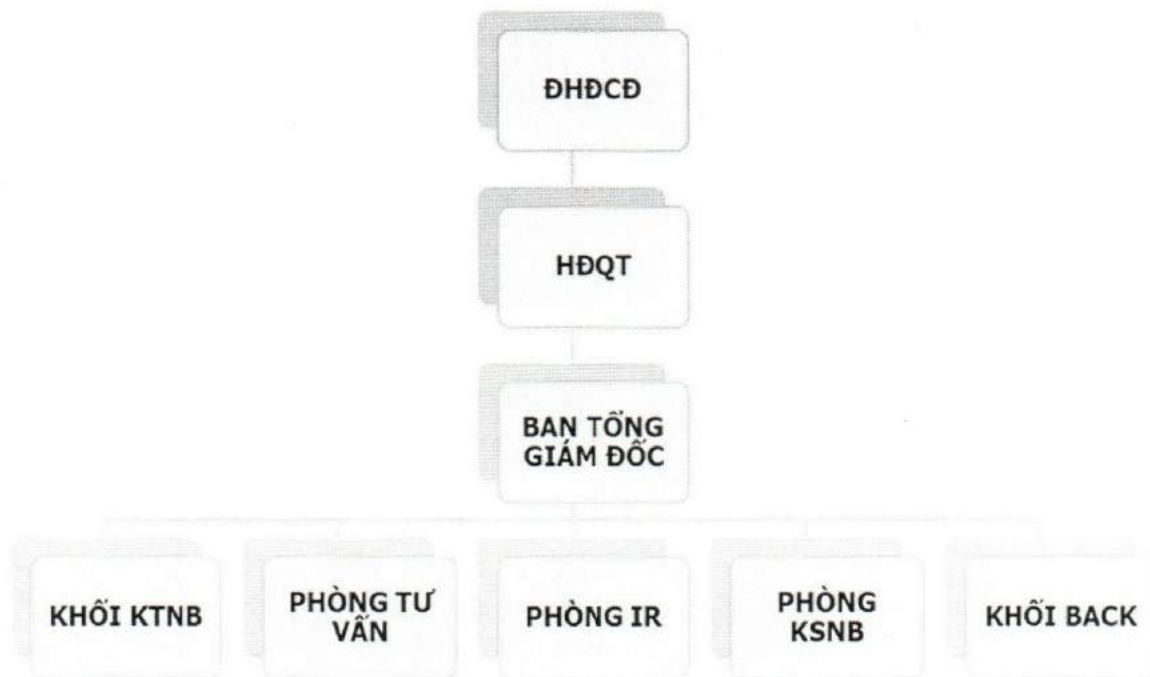 ĐHĐCĐ
HĐQT
BAN TỔNG
GIÁM ĐỐC
KHỐI KTNB
PHÒNG TƯ
VẤN
PHÒNG IR
PHÒNG
KSNB
KHỐI BACK